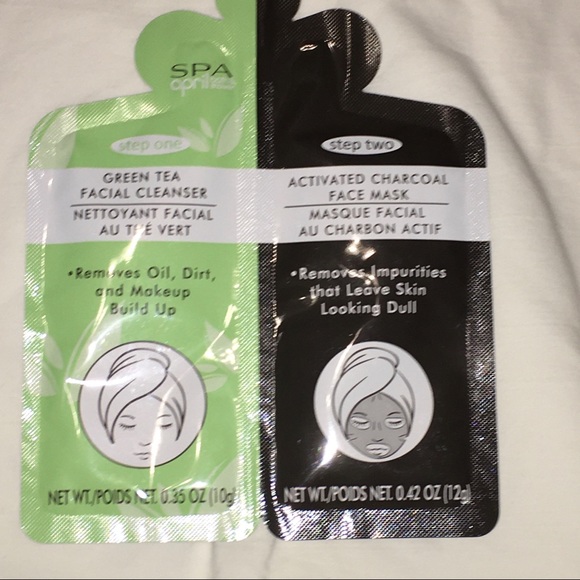 SPA
aprilfIes
step one
GREEN TEA
FACIAL CLEANSER
NETTOYANT FACIAL
AU THÉ VERT
•Removes Oil, Dirt,
and Makeup
Build Up
NET WT./POIDS NET. 0.35 OZ (10g)
step two
ACTIVATED CHARCOAL
FACE MASK
MASQUE FACIAL
AU CHARBON ACTIF
•Removes Impurities
that Leave Skin
Looking Dull
NET WT./POIDS NET. 0.42 OZ (12g)